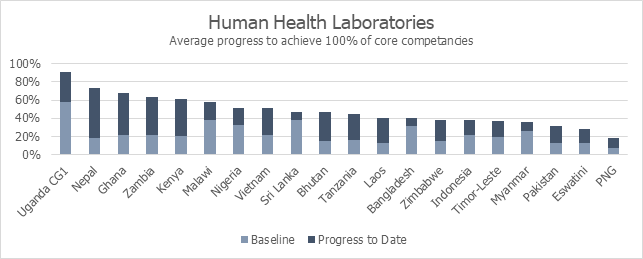 Human Health Laboratories
Average progress to achieve 100% of core competancies
100%
80%
60%
40%
20%
0%
Uganda CG1
Nepal
Ghana
Zambia
Kenya
Malawi
Nigeria
Vietnam
Sri Lanka
Bhutan
Tanzania
Laos
Bangladesh
Zimbabwe
Indonesia
Timor-Leste
Myanmar
Pakistan
Eswatini
PNG
Baseline
Progress to Date